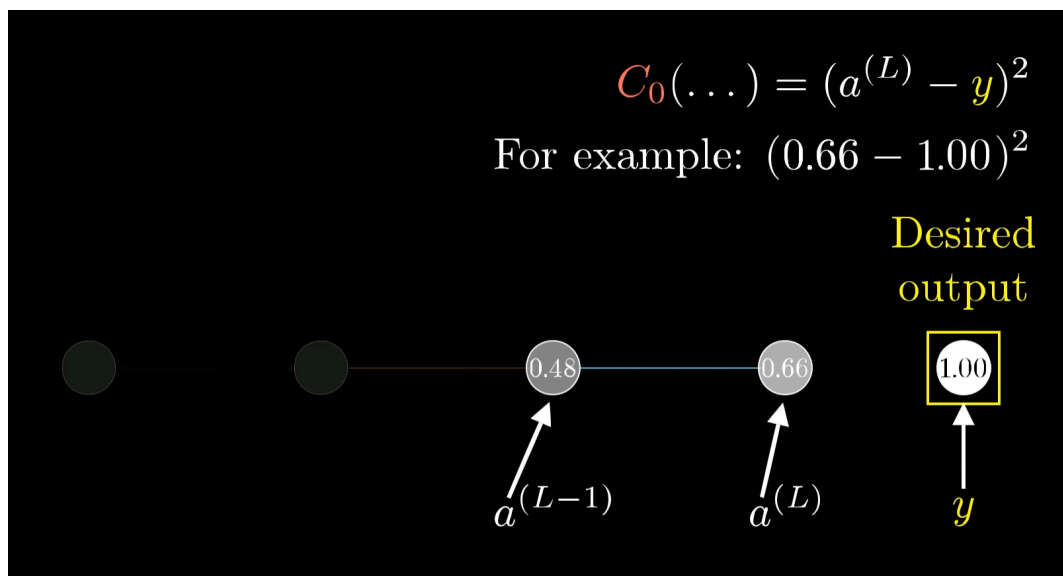 C₀(...) = (a⁽ᴸ⁾ − y)²
For example: (0.66 − 1.00)²
Desired
output
0.48 0.66 1.00
a⁽ᴸ⁻¹⁾ a⁽ᴸ⁾ y